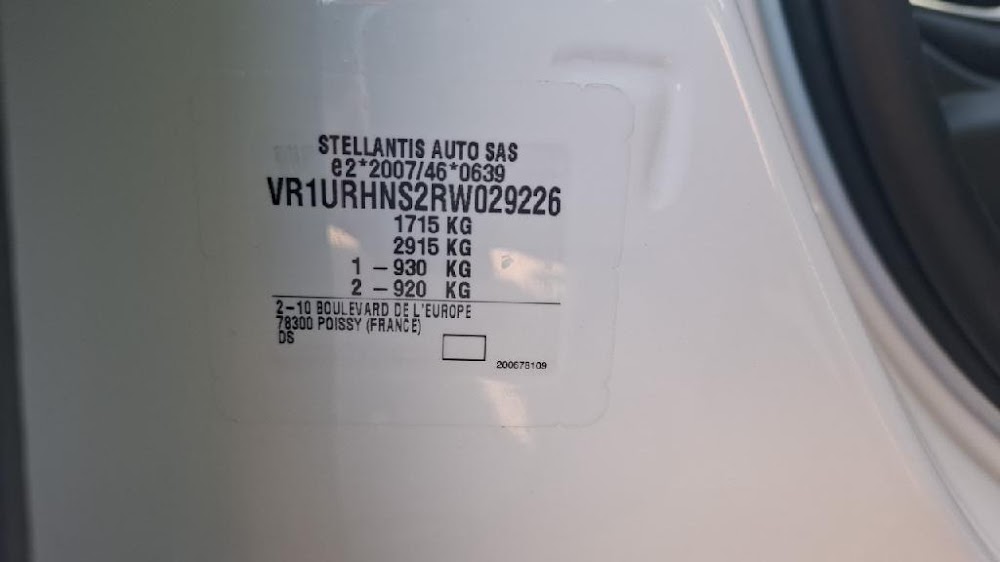 STELLANTIS AUTO SAS
e2*2007/46*0639
VR1URHNS2RW029226
1715 KG
2915 KG
1 – 930 KG
2 – 920 KG
2–10 BOULEVARD DE L'EUROPE
78300 POISSY (FRANCE)
DS
200678109